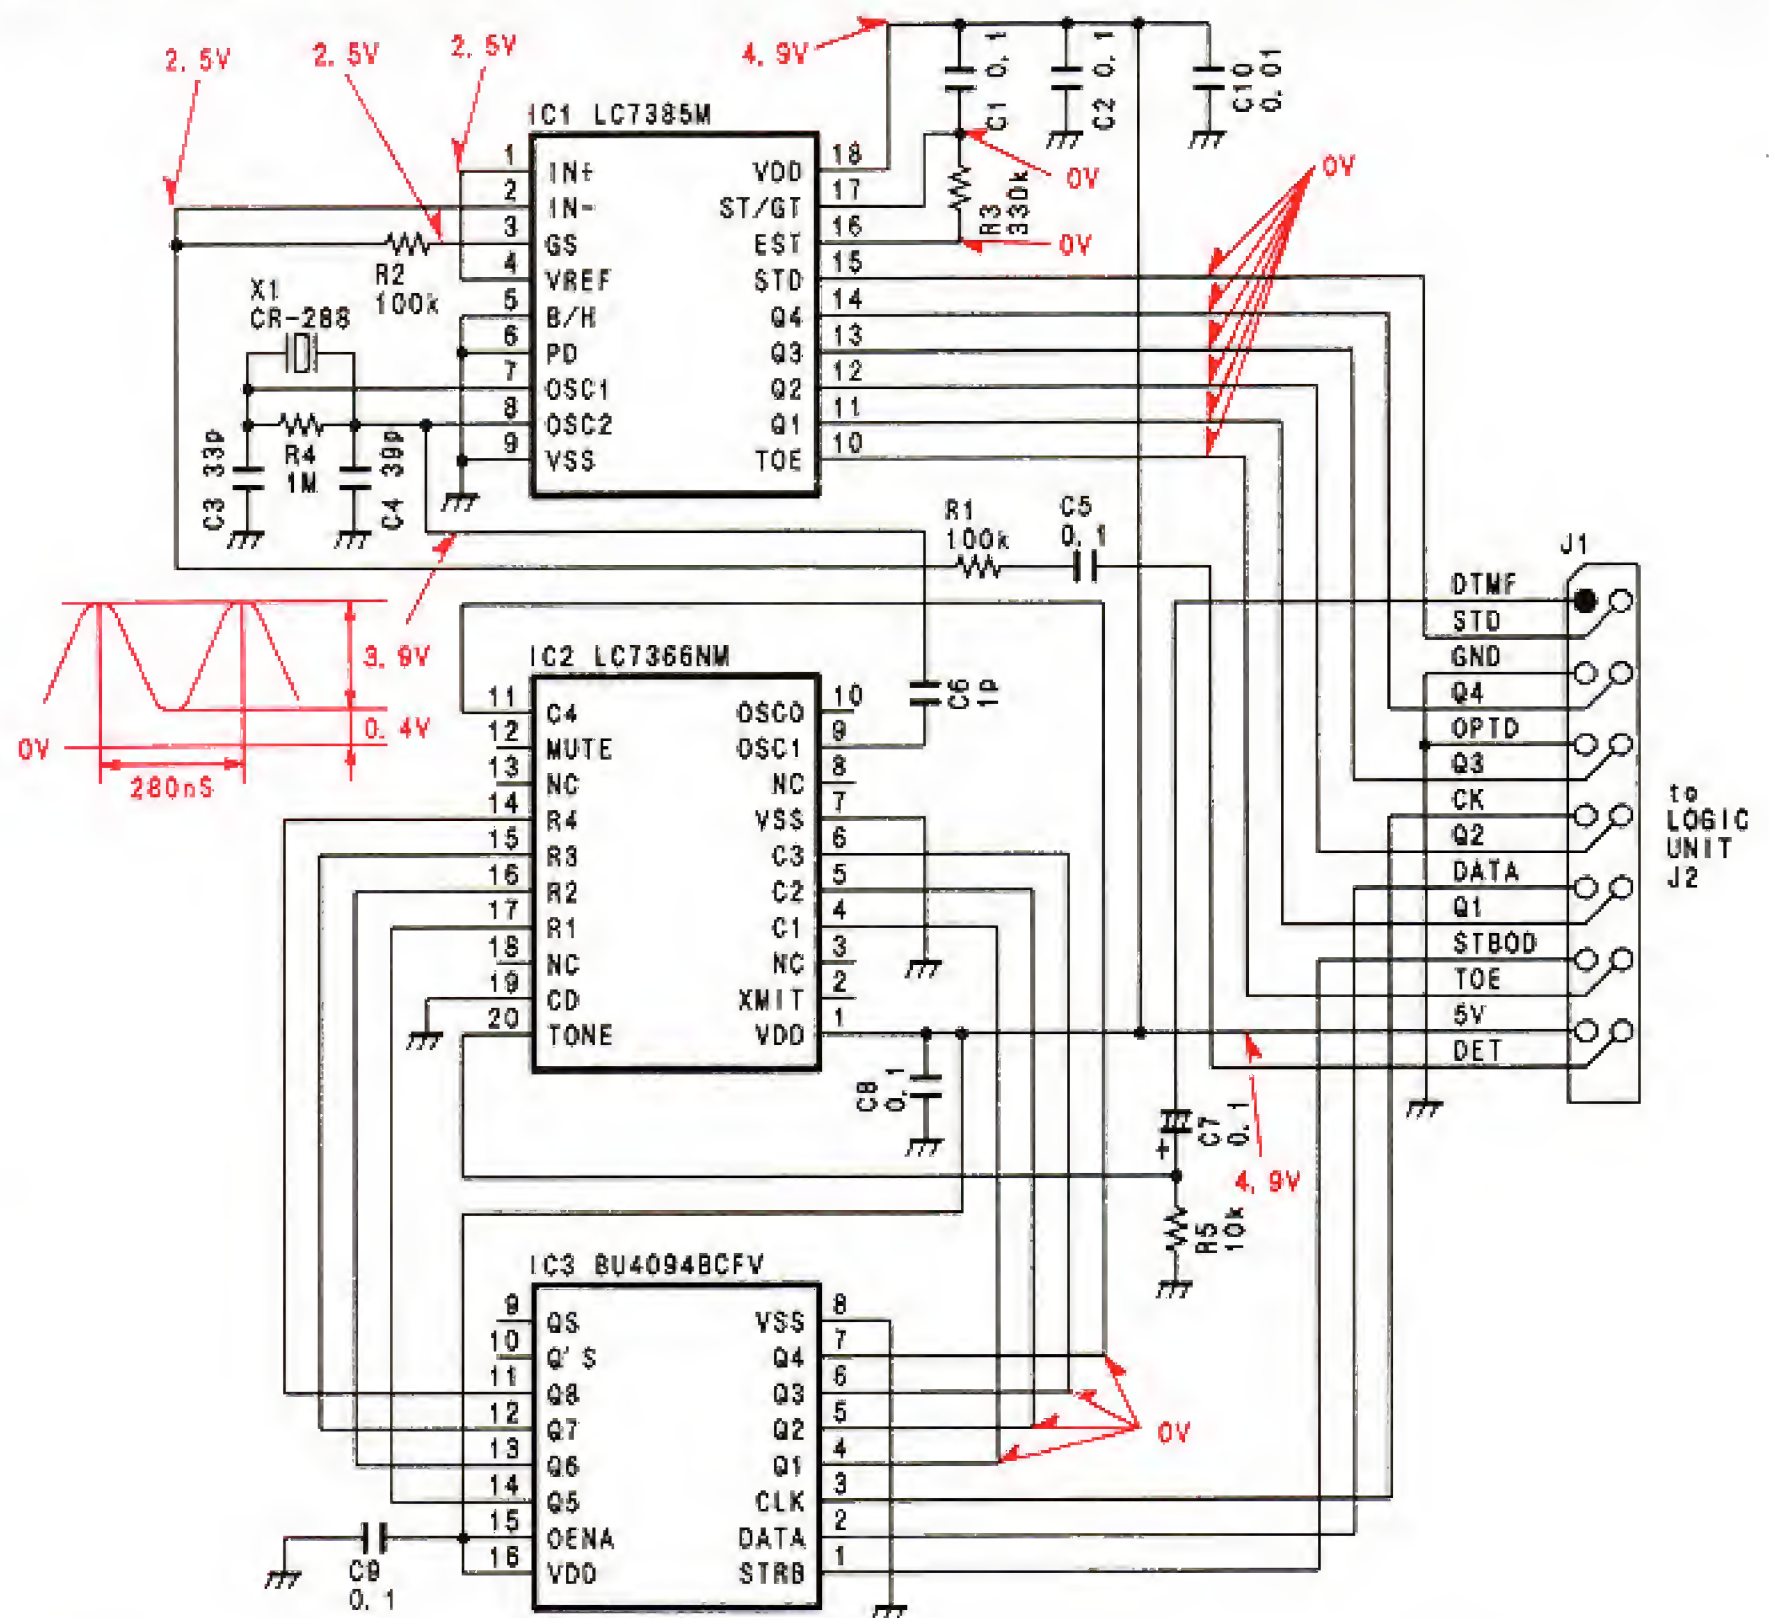 2.5V
2.5V
2.5V
4.9V
C1 0.1
C2 0.1
C10 0.01
IC1 LC7385M
1 IN+
2 IN-
3 GS
4 VREF
5 B/H
6 PD
7 OSC1
8 OSC2
9 VSS
18 VDD
17 ST/GT
16 EST
15 STD
14 Q4
13 Q3
12 Q2
11 Q1
10 TOE
0V
0V
0V
R3 330k
R2
100k
X1
CR-288
C3 33p
R4
1M
C4 39p
R1
100k
C5
0.1
3.9V
0.4V
0V
280nS
IC2 LC7366NM
11 C4
12 MUTE
13 NC
14 R4
15 R3
16 R2
17 R1
18 NC
19 CD
20 TONE
10 OSCO
9 OSC1
8 NC
7 VSS
6 C3
5 C2
4 C1
3 NC
2 XMIT
1 VDD
C6 1P
C8 0.1
C7 0.1
+
R5 10k
4.9V
J1
DTMF
STD
GND
Q4
OPTD
Q3
CK
Q2
DATA
Q1
STBOD
TOE
5V
DET
to
LOGIC
UNIT
J2
IC3 BU4094BCFV
9 QS
10 Q'S
11 Q8
12 Q7
13 Q6
14 Q5
15 OENA
16 VDD
8 VSS
7 Q4
6 Q3
5 Q2
4 Q1
3 CLK
2 DATA
1 STRB
0V
C9
0.1